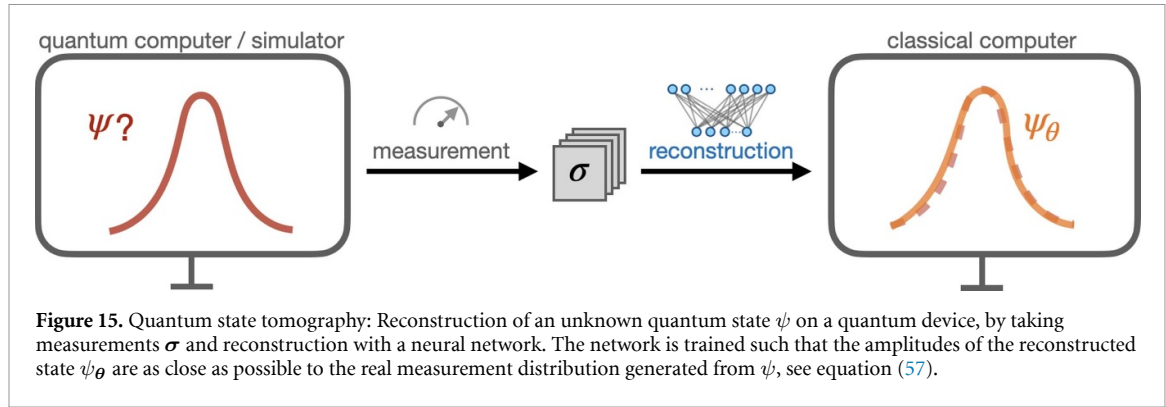 quantum computer / simulator
classical computer
ψ?
measurement
σ
reconstruction
ψθ
Figure 15. Quantum state tomography: Reconstruction of an unknown quantum state ψ on a quantum device, by taking
measurements σ and reconstruction with a neural network. The network is trained such that the amplitudes of the reconstructed
state ψθ are as close as possible to the real measurement distribution generated from ψ, see equation (57).